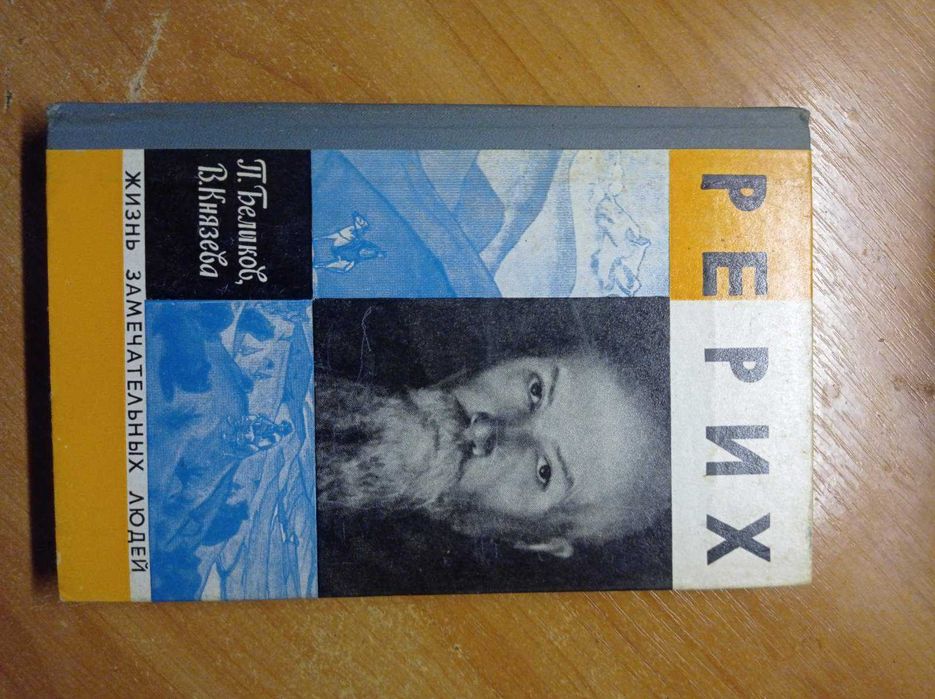 РЕРИХ
П. Беликов,
В. Князева
ЖИЗНЬ ЗАМЕЧАТЕЛЬНЫХ ЛЮДЕЙ